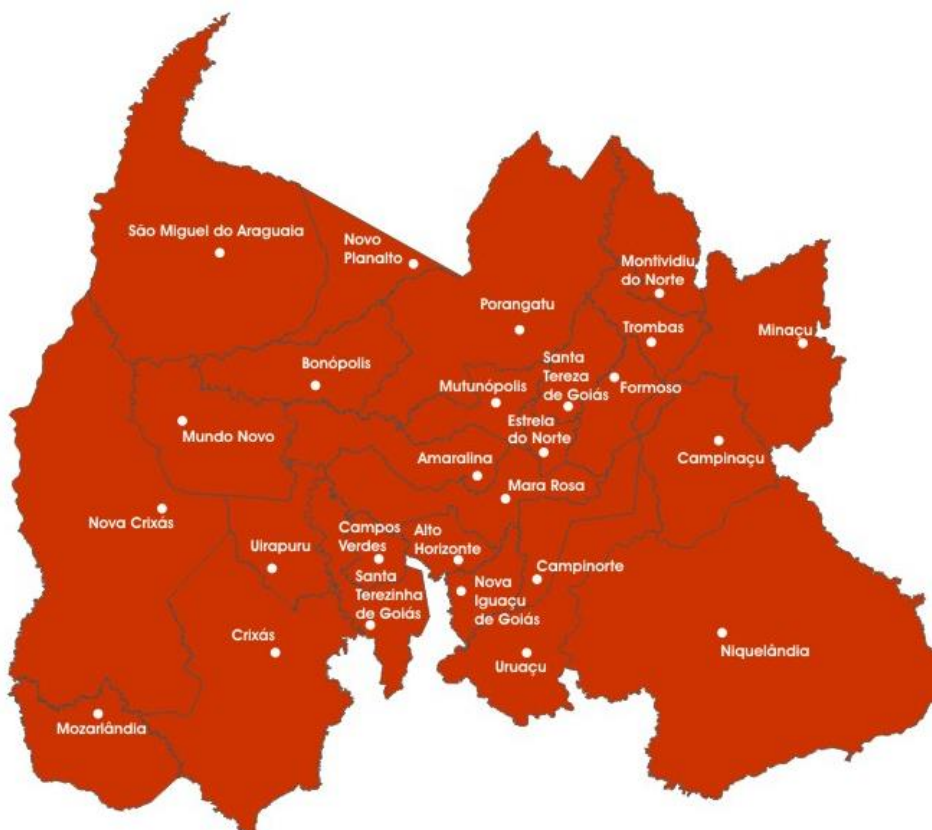 São Miguel do Araguaia
Novo
Planalto
Montividiu
do Norte
Porangatu
Trombas
Minaçu
Bonópolis
Santa
Tereza
de Goiás
Formoso
Mutunópolis
Estrela
do Norte
Mundo Novo
Amaralina
Campinaçu
Mara Rosa
Nova Crixás
Uirapuru
Campos
Verdes
Alto
Horizonte
Campinorte
Santa
Terezinha
de Goiás
Nova
Iguaçu
de Goiás
Crixás
Uruaçu
Niquelândia
Mozarlândia